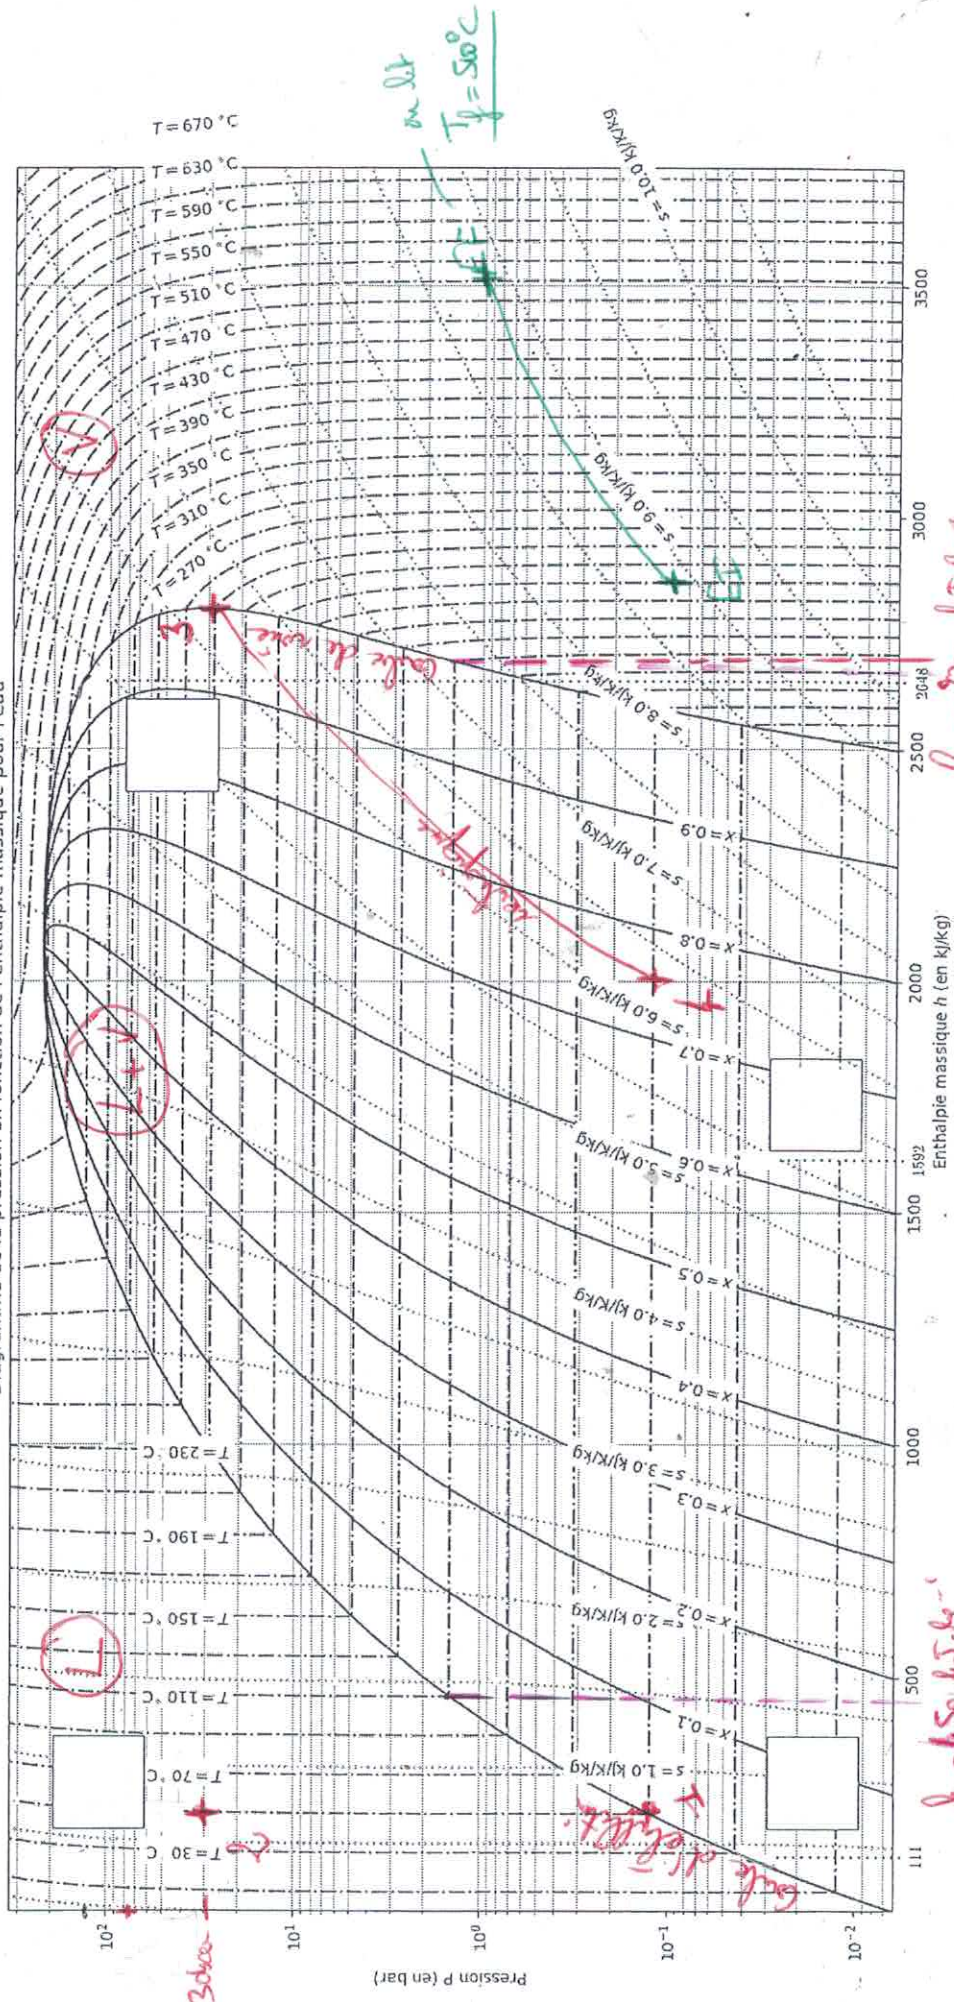 Pression P (en bar)
10²
10¹
10⁰
10⁻¹
10⁻²
Enthalpie massique h (en kJ/kg)
111
500
1000
1500
1592
2000
2500
2648
3000
3500
T = 30 °C
T = 70 °C
T = 110 °C
T = 150 °C
T = 190 °C
T = 230 °C
T = 270 °C
T = 310 °C
T = 350 °C
T = 390 °C
T = 430 °C
T = 470 °C
T = 510 °C
T = 550 °C
T = 590 °C
T = 630 °C
T = 670 °C
s = 1.0 kJ/K/kg
s = 2.0 kJ/K/kg
s = 3.0 kJ/K/kg
s = 4.0 kJ/K/kg
s = 5.0 kJ/K/kg
s = 6.0 kJ/K/kg
s = 7.0 kJ/K/kg
s = 8.0 kJ/K/kg
s = 9.0 kJ/K/kg
s = 10.0 kJ/K/kg
x = 0.1
x = 0.2
x = 0.3
x = 0.4
x = 0.5
x = 0.6
x = 0.7
x = 0.8
x = 0.9
L
L + V
V
2
3
4
courbe de rosée
EI
EF
on lit
T_f = 500°C